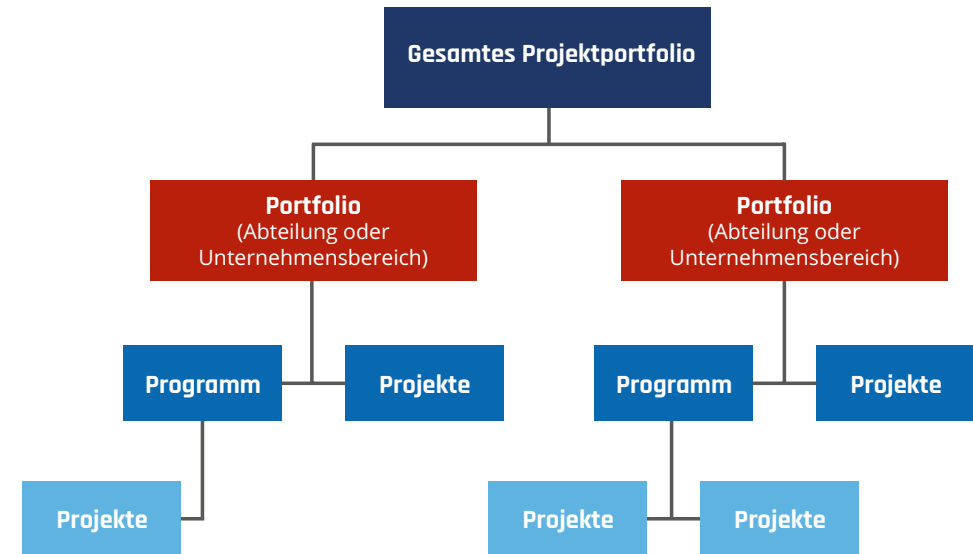 Gesamtes Projektportfolio
Portfolio
(Abteilung oder
Unternehmensbereich)
Portfolio
(Abteilung oder
Unternehmensbereich)
Programm
Projekte
Programm
Projekte
Projekte
Projekte
Projekte